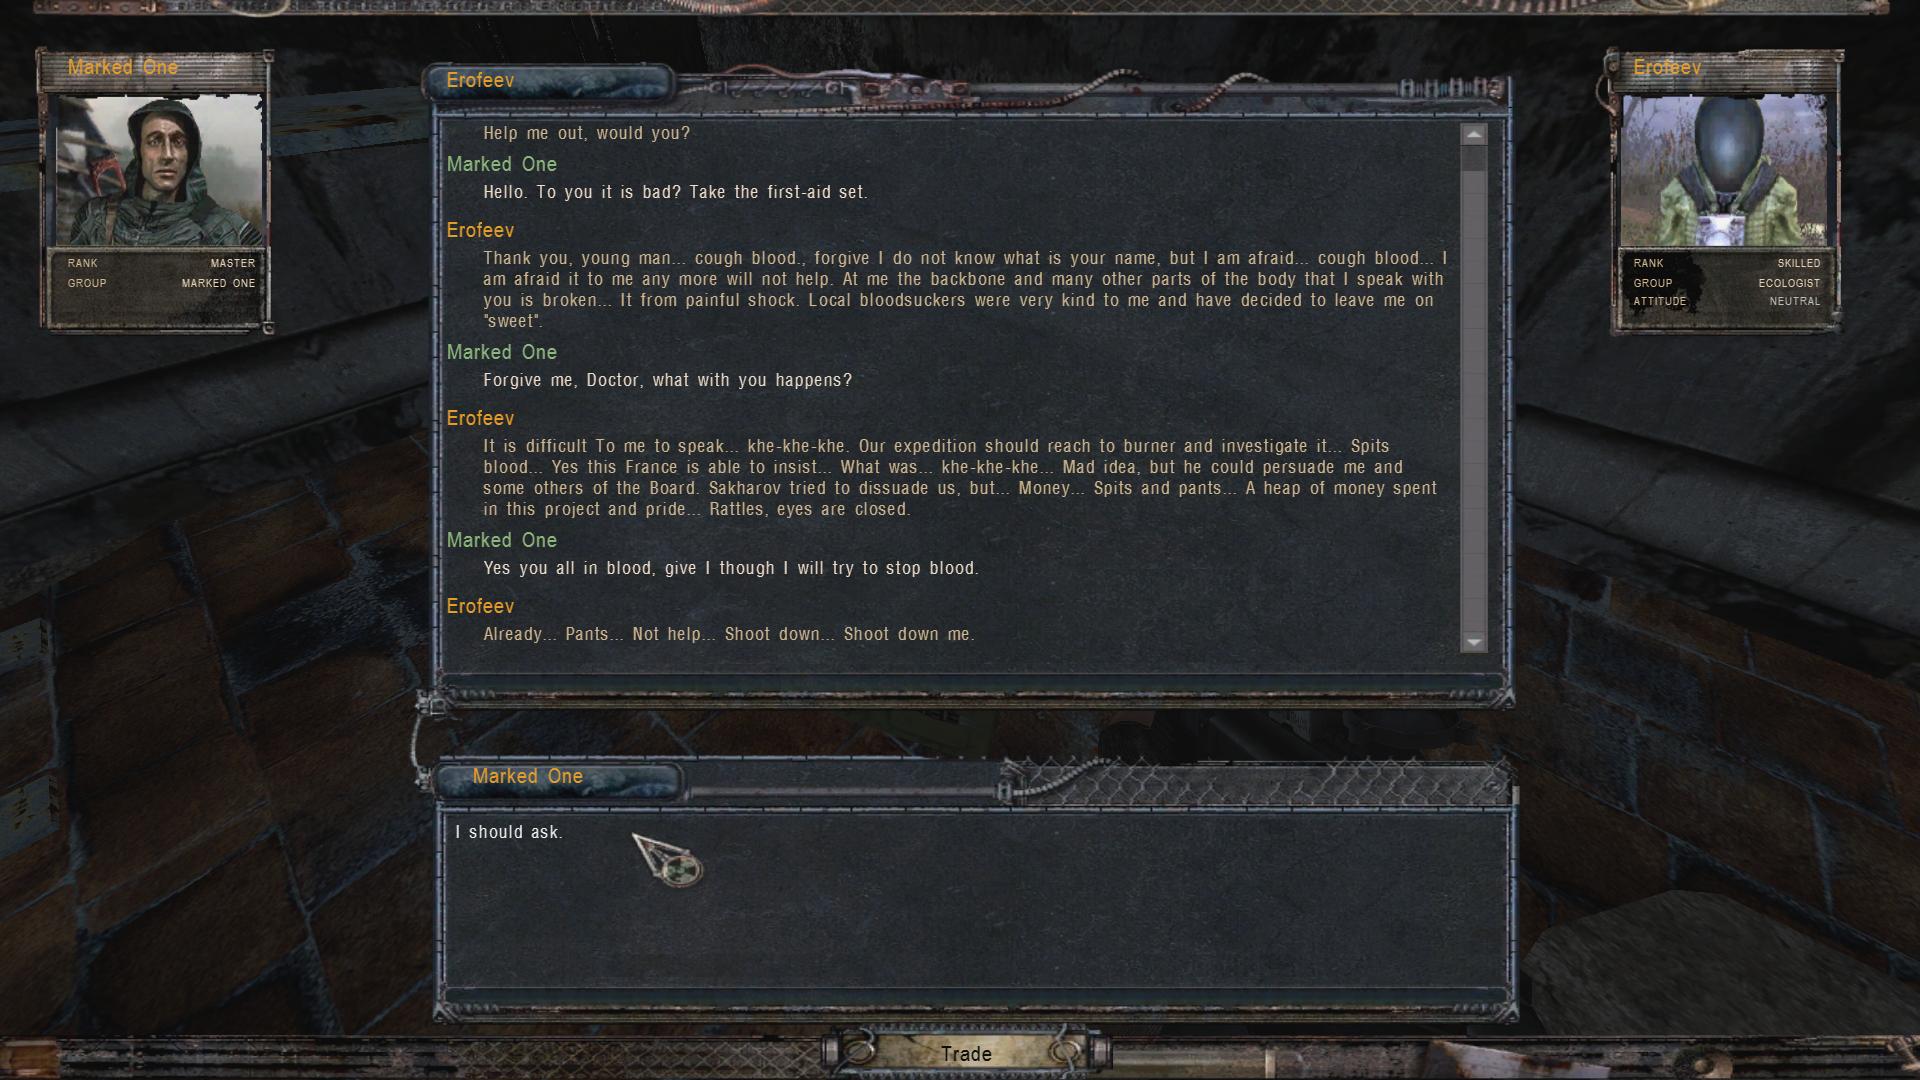 Marked One
RANK MASTER
GROUP MARKED ONE
Erofeev
Help me out, would you?
Marked One
Hello. To you it is bad? Take the first-aid set.
Erofeev
Thank you, young man... cough blood., forgive I do not know what is your name, but I am afraid... cough blood... I
am afraid it to me any more will not help. At me the backbone and many other parts of the body that I speak with
you is broken... It from painful shock. Local bloodsuckers were very kind to me and have decided to leave me on
"sweet".
Marked One
Forgive me, Doctor, what with you happens?
Erofeev
It is difficult To me to speak... khe-khe-khe. Our expedition should reach to burner and investigate it... Spits
blood... Yes this France is able to insist... What was... khe-khe-khe... Mad idea, but he could persuade me and
some others of the Board. Sakharov tried to dissuade us, but... Money... Spits and pants... A heap of money spent
in this project and pride... Rattles, eyes are closed.
Marked One
Yes you all in blood, give I though I will try to stop blood.
Erofeev
Already... Pants... Not help... Shoot down... Shoot down me.
Erofeev
RANK SKILLED
GROUP ECOLOGIST
ATTITUDE NEUTRAL
Marked One
I should ask.
Trade